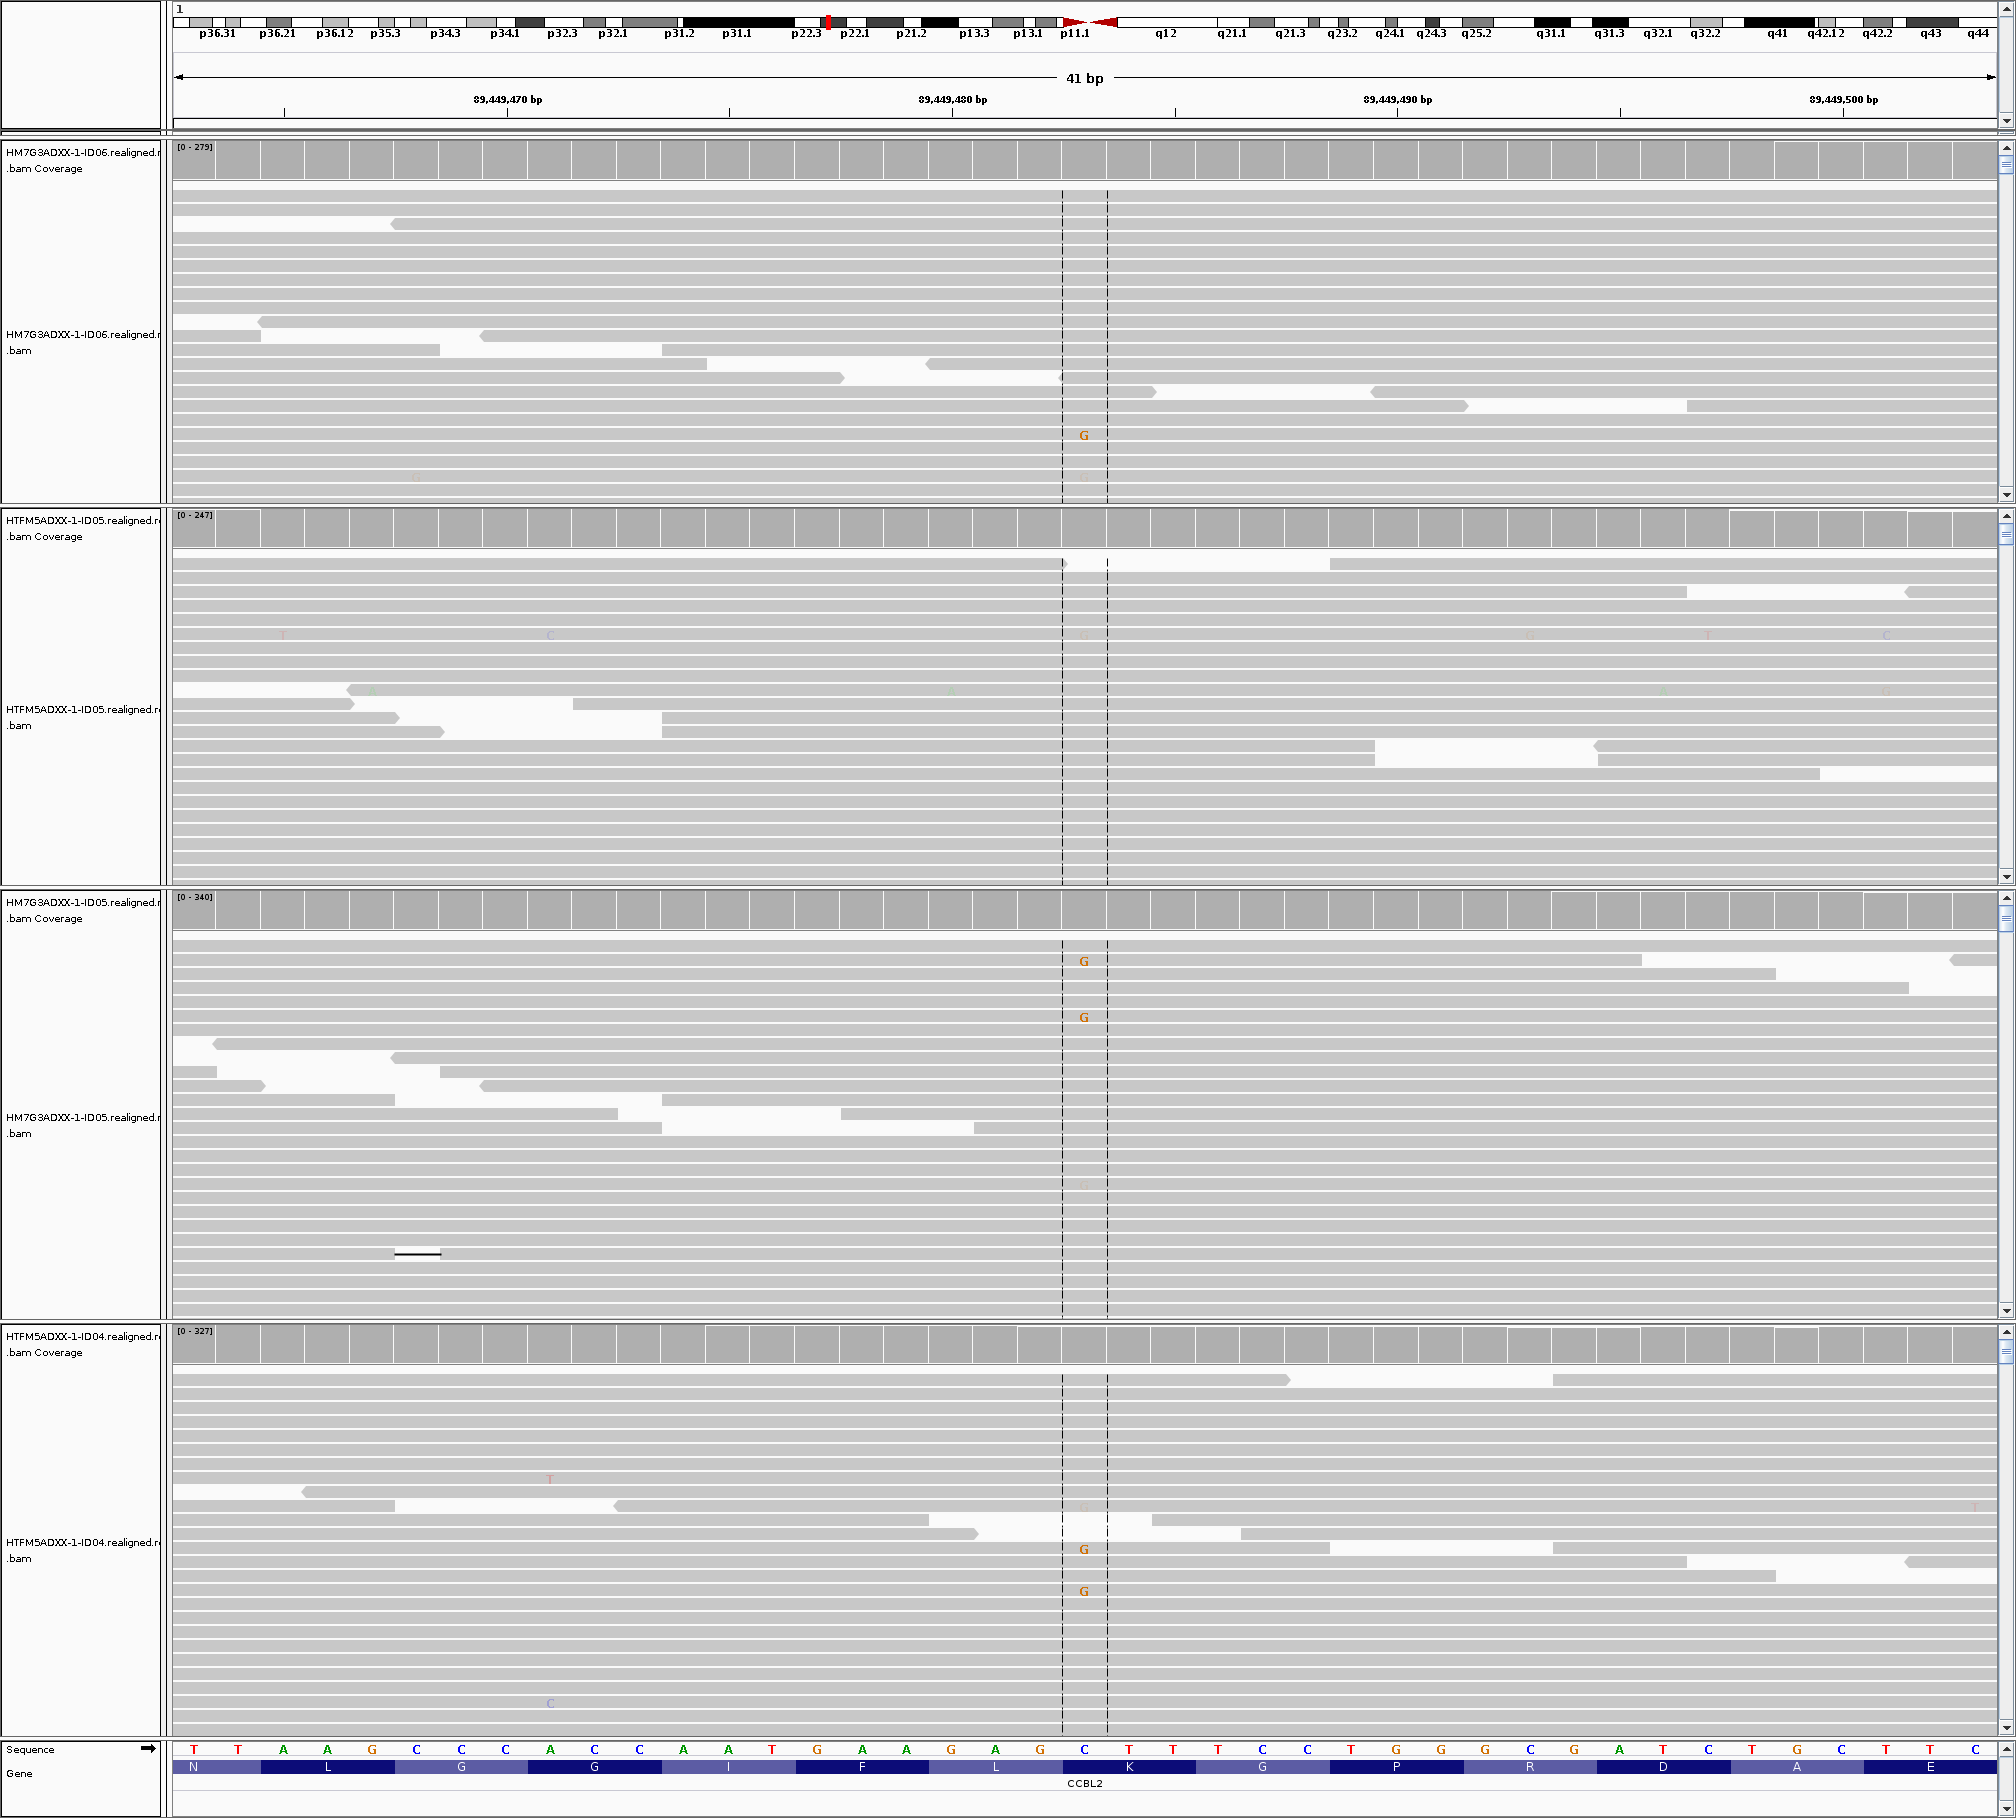 1
p36.31 p36.21 p36.12 p35.3 p34.3 p34.1 p32.3 p32.1 p31.2 p31.1 p22.3 p22.1 p21.2 p13.3 p13.1 p11.1 q12 q21.1 q21.3 q23.2 q24.1 q24.3 q25.2 q31.1 q31.3 q32.1 q32.2 q41 q42.12 q42.2 q43 q44
41 bp
89,449,470 bp 89,449,480 bp 89,449,490 bp 89,449,500 bp
HM7G3ADXX-1-ID06.realigned.r
.bam Coverage
[0 - 279]
HM7G3ADXX-1-ID06.realigned.r
.bam
G
G G
HTFM5ADXX-1-ID05.realigned.r
.bam Coverage
[0 - 247]
T C G G T C
A A A G
HTFM5ADXX-1-ID05.realigned.r
.bam
HM7G3ADXX-1-ID05.realigned.r
.bam Coverage
[0 - 340]
G
G
HM7G3ADXX-1-ID05.realigned.r
.bam
G
HTFM5ADXX-1-ID04.realigned.r
.bam Coverage
[0 - 327]
T
G T
HTFM5ADXX-1-ID04.realigned.r
.bam
G
G
C
Sequence T T A A G C C C A C C A A T G A A G A G C T T T C C T G G G C G A T C T G C T T C
Gene N L G G I F L K G P R D A E
CCBL2